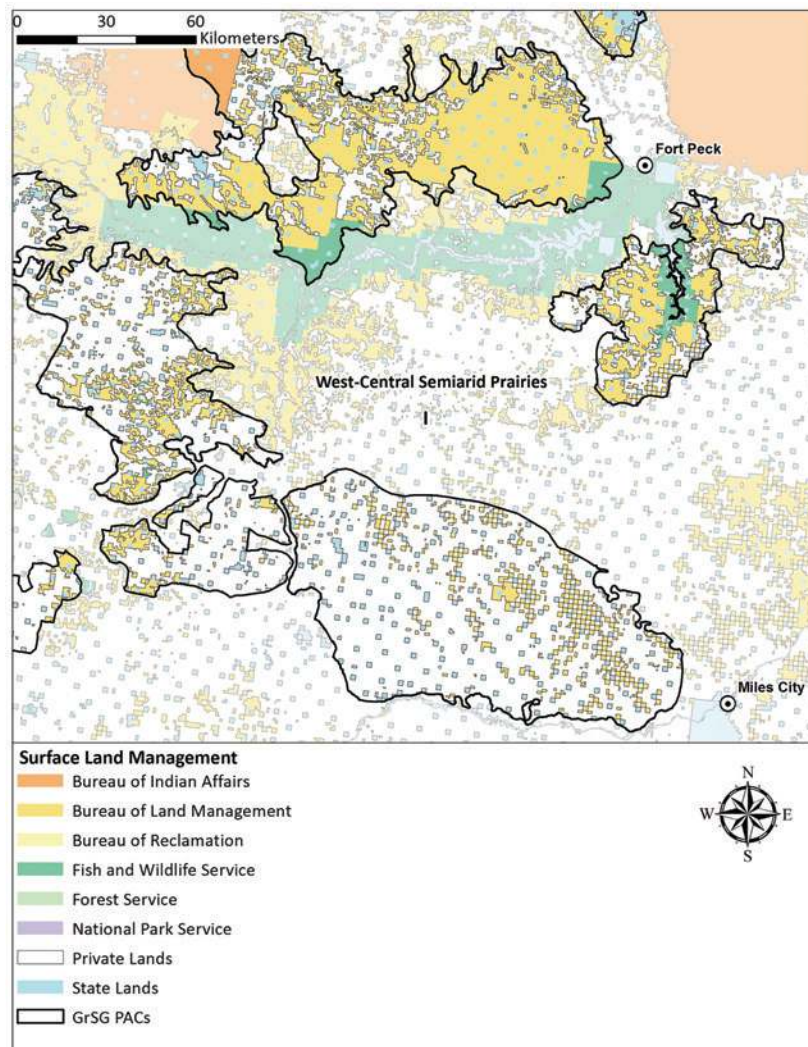 0 30 60
Kilometers
Fort Peck
West-Central Semiarid Prairies
I
Miles City
Surface Land Management
Bureau of Indian Affairs
Bureau of Land Management
Bureau of Reclamation
Fish and Wildlife Service
Forest Service
National Park Service
Private Lands
State Lands
GrSG PACs
N
W E
S